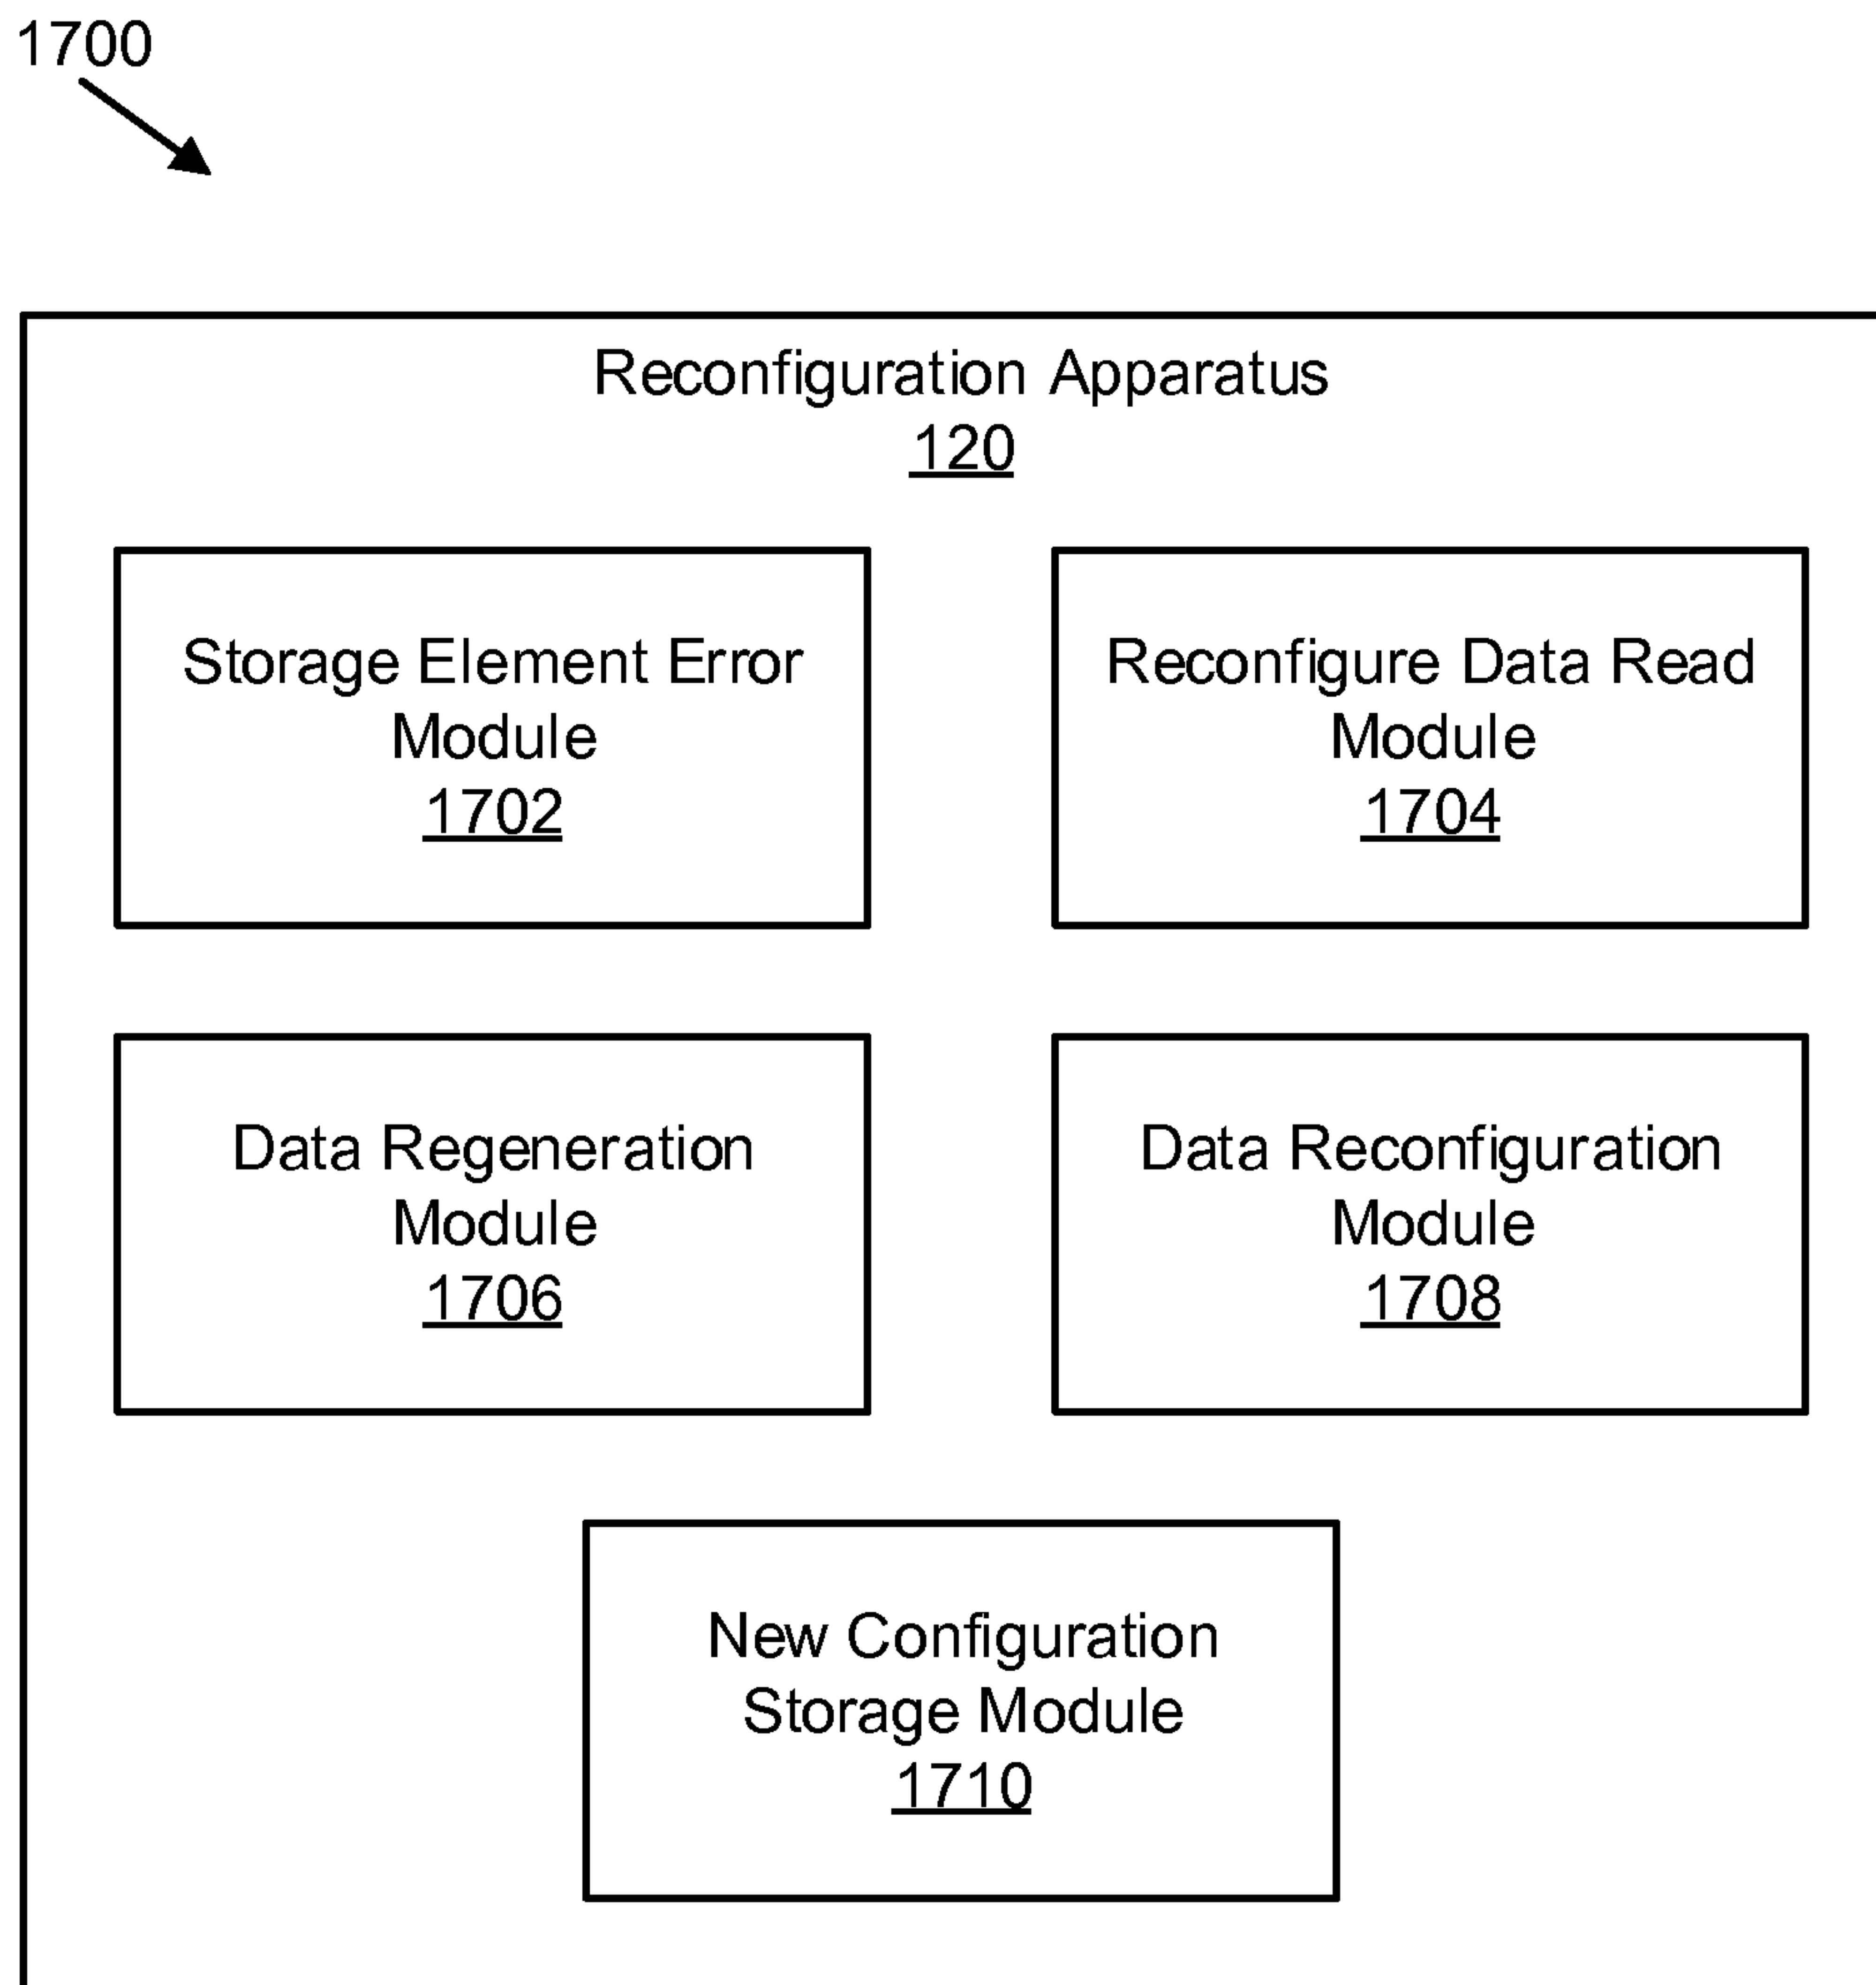 1700
Reconfiguration Apparatus
120
Storage Element Error
Module
1702
Reconfigure Data Read
Module
1704
Data Regeneration
Module
1706
Data Reconfiguration
Module
1708
New Configuration
Storage Module
1710